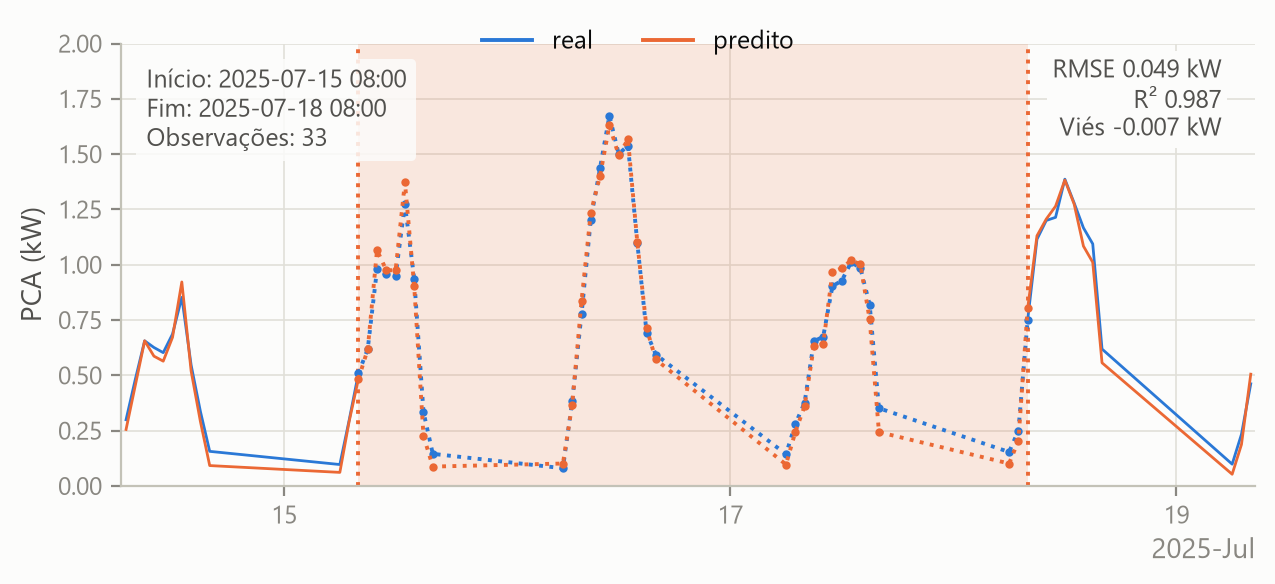 real predito
Início: 2025-07-15 08:00
Fim: 2025-07-18 08:00
Observações: 33
RMSE 0.049 kW
R² 0.987
Viés -0.007 kW
PCA (kW)
2.00
1.75
1.50
1.25
1.00
0.75
0.50
0.25
0.00
15 17 19
2025-Jul